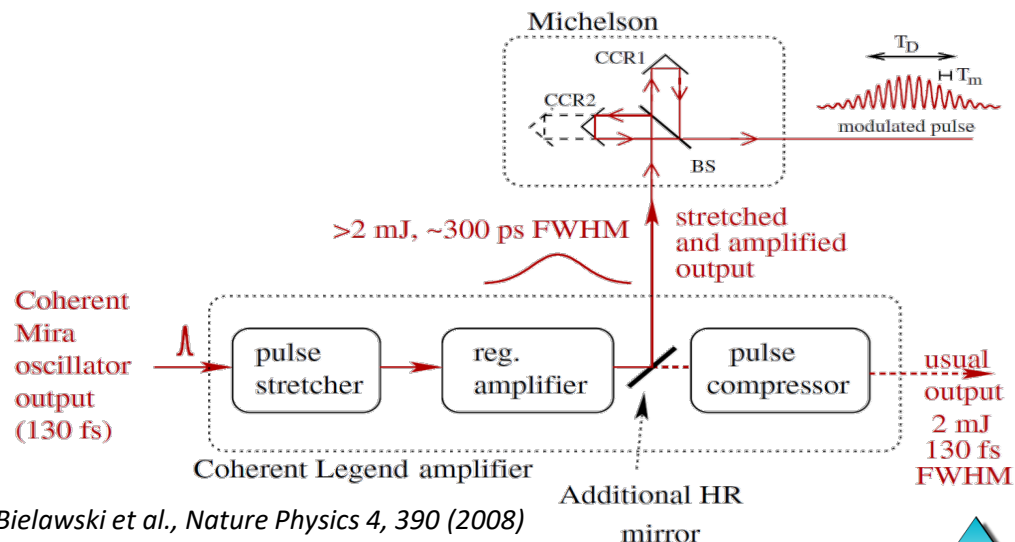 Michelson
CCR1
CCR2
BS
T_D
T_m
modulated pulse
>2 mJ, ~300 ps FWHM
stretched
and amplified
output
Coherent
Mira
oscillator
output
(130 fs)
pulse
stretcher
reg.
amplifier
pulse
compressor
usual
output
2 mJ
130 fs
FWHM
Coherent Legend amplifier
Additional HR
mirror
Bielawski et al., Nature Physics 4, 390 (2008)